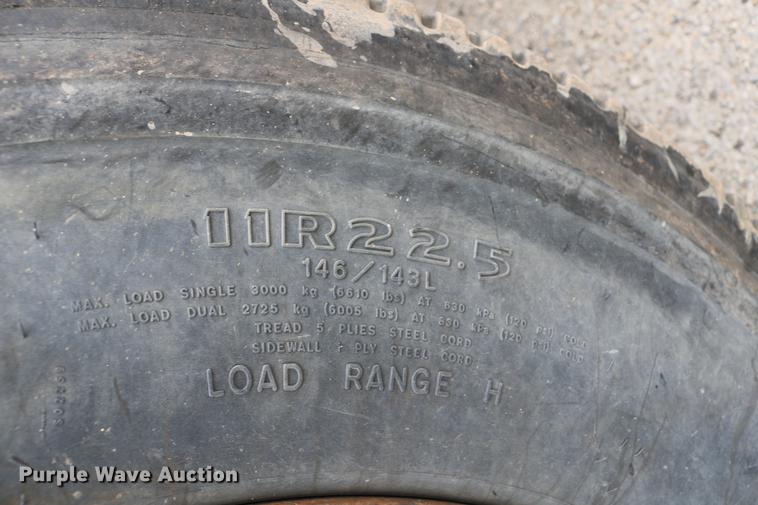 11R22.5
146/143L
MAX. LOAD SINGLE 3000 kg (6610 lbs) AT 830 kPa (120 psi) COLD
MAX. LOAD DUAL 2725 kg (6005 lbs) AT 830 kPa (120 psi) COLD
TREAD 5 PLIES STEEL CORD
SIDEWALL PLY STEEL CORD
LOAD RANGE H
Purple Wave Auction